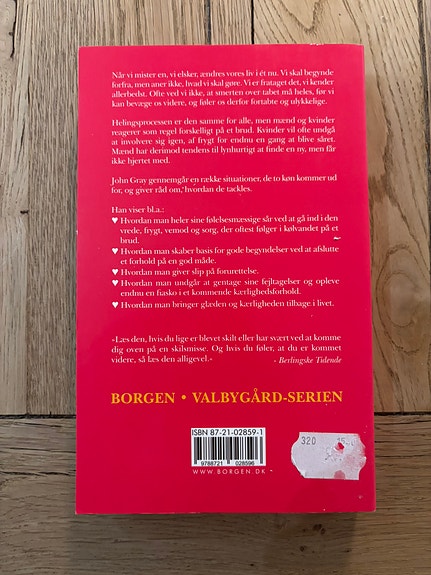 Når vi mister en, vi elsker, ændres vores liv i ét nu. Vi skal begynde
forfra, men aner ikke, hvad vi skal gøre. Vi er frataget det, vi kender
allerbedst. Ofte ved vi ikke, at smerten over tabet må heles, før vi
kan bevæge os videre, og føler os derfor fortabte og ulykkelige.
Helingsprocessen er den samme for alle, men mænd og kvinder
reagerer som regel forskelligt på et brud. Kvinder vil ofte undgå
at involvere sig igen, af frygt for endnu en gang at blive såret.
Mænd har derimod tendens til lynhurtigt at finde en ny, men får
ikke hjertet med.
John Gray gennemgår en række situationer, de to køn kommer ud
for, og giver råd om, hvordan de tackles.
Han viser bl.a.:
♥ Hvordan man heler sine følelsesmæssige sår ved at gå ind i den
vrede, frygt, vemod og sorg, der oftest følger i kølvandet på et
brud.
♥ Hvordan man skaber basis for gode begyndelser ved at afslutte
et forhold på en god måde.
♥ Hvordan man giver slip på forurettelse.
♥ Hvordan man undgår at gentage sine fejltagelser og opleve
endnu en fiasko i et kommende kærlighedsforhold.
♥ Hvordan man bringer glæden og kærligheden tilbage i livet.
»Læs den, hvis du lige er blevet skilt eller har svært ved at komme
dig oven på en skilsmisse. Og hvis du føler, at du er kommet
videre, så læs den alligevel.« - Berlingske Tidende
BORGEN • VALBYGÅRD-SERIEN
ISBN 87-21-02859-1
9788721 028596
WWW.BORGEN.DK
320